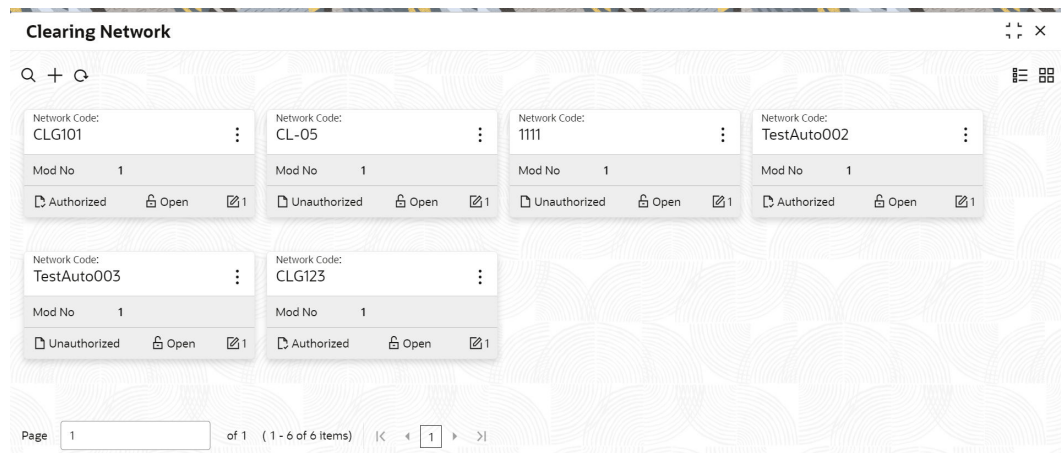 Clearing Network
Network Code: Network Code: Network Code: Network Code:
CLG101 CL-05 1111 TestAuto002
Mod No 1 Mod No 1 Mod No 1 Mod No 1
Authorized Open 1 Unauthorized Open 1 Unauthorized Open 1 Authorized Open 1
Network Code: Network Code:
TestAuto003 CLG123
Mod No 1 Mod No 1
Unauthorized Open 1 Authorized Open 1
Page 1 of 1 (1 - 6 of 6 items) 1